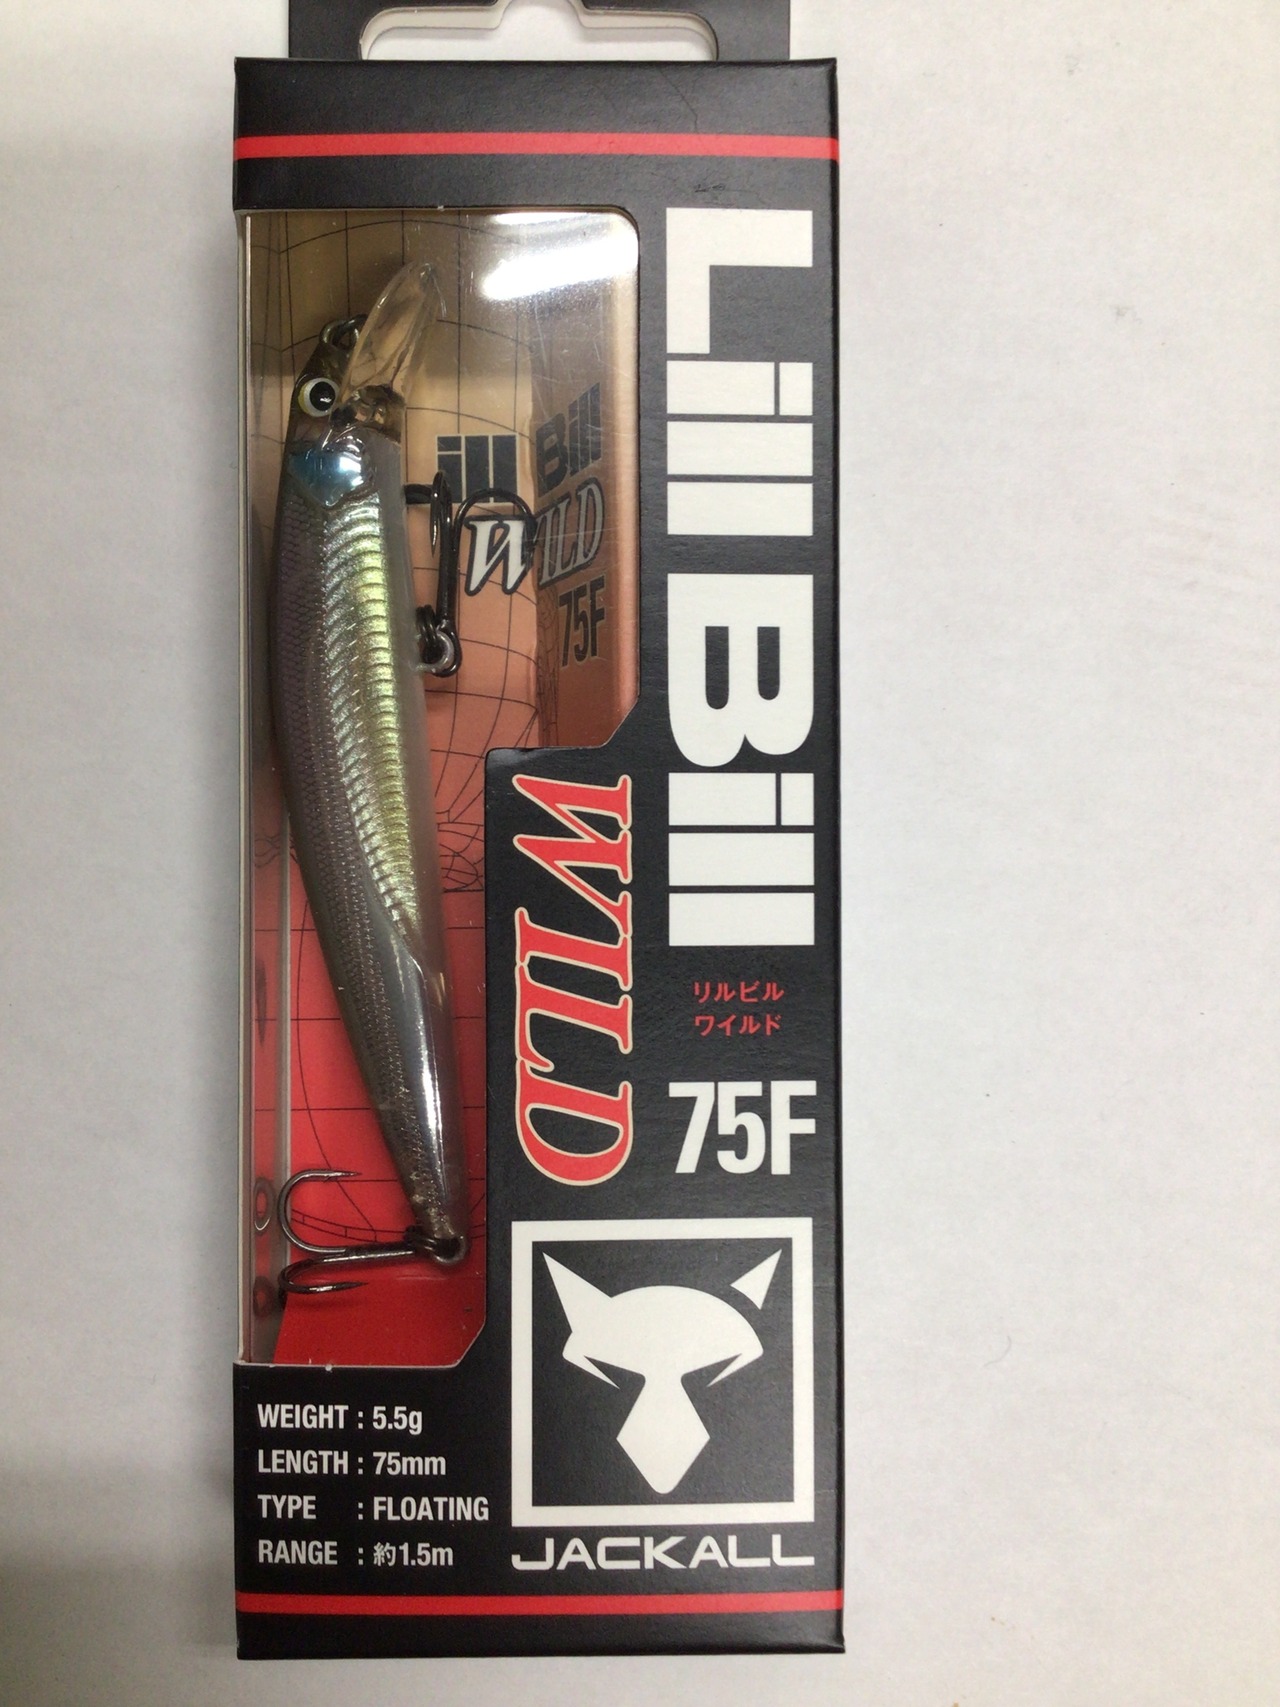 Lill Bill
リルビル
ワイルド
75F
WILD
ill Bill
WILD
75F
WEIGHT : 5.5g
LENGTH : 75mm
TYPE : FLOATING
RANGE : 約1.5m
JACKALL